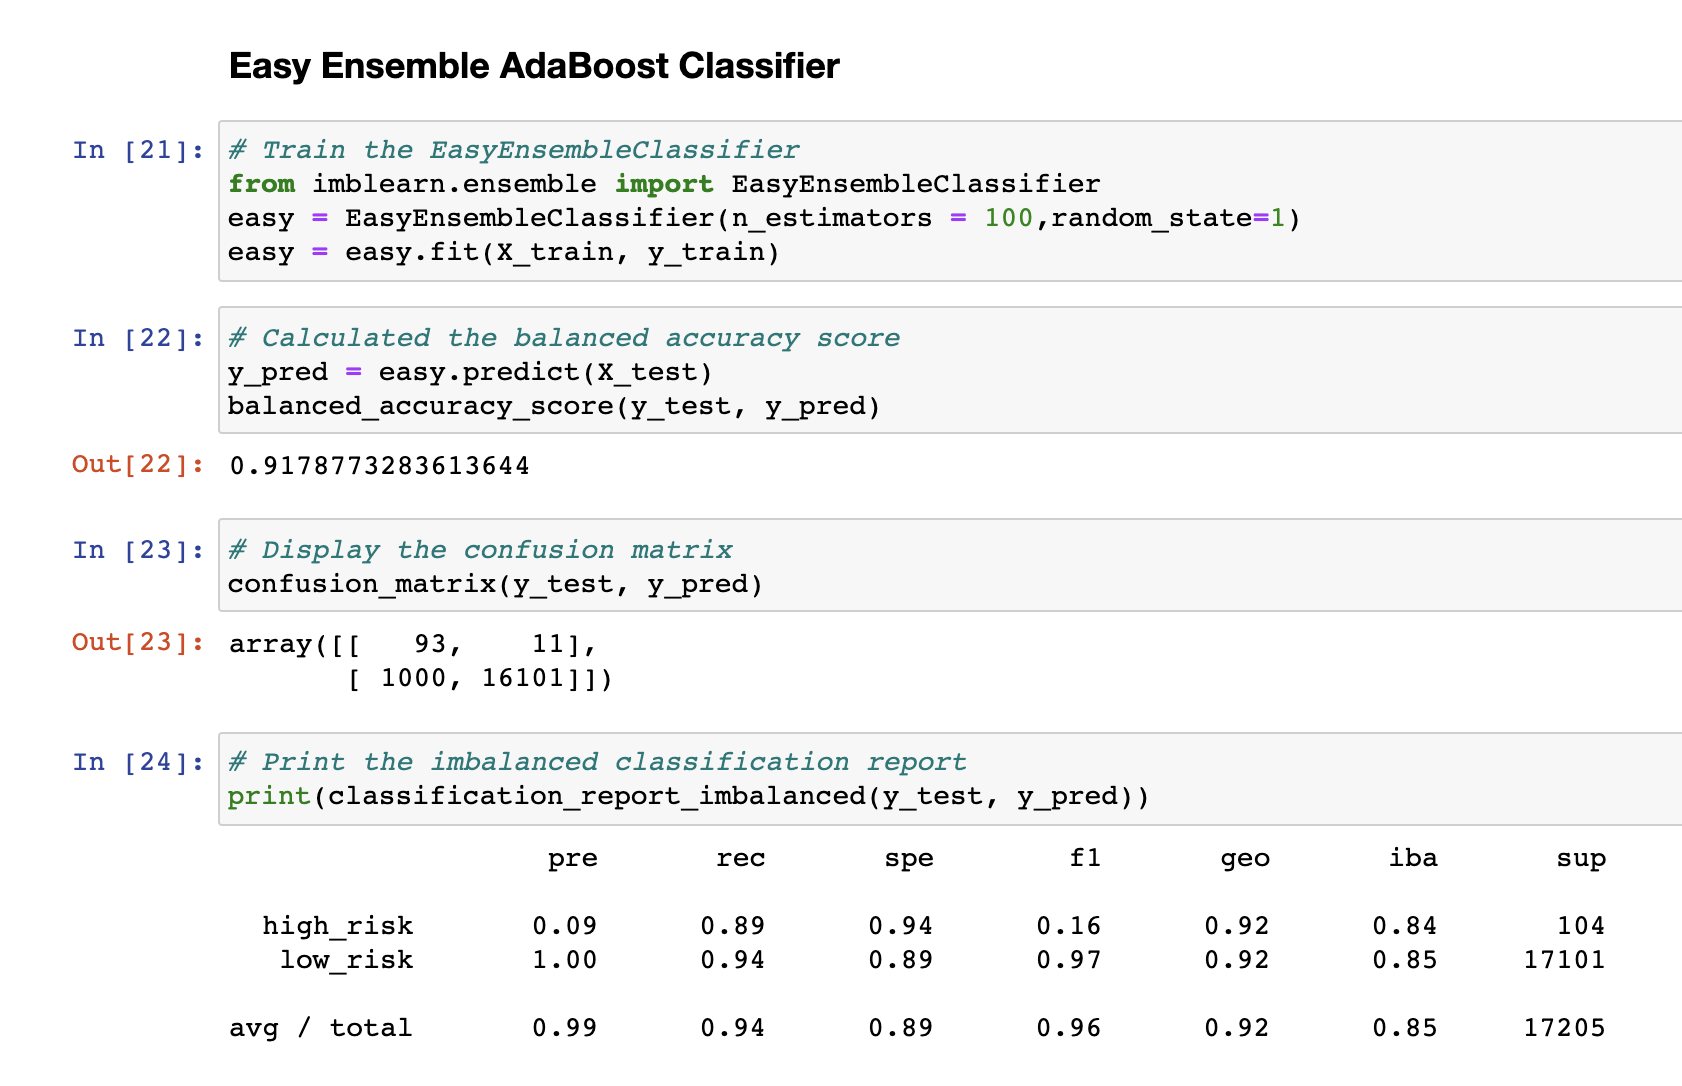 Easy Ensemble AdaBoost Classifier
In [21]: # Train the EasyEnsembleClassifier
from imblearn.ensemble import EasyEnsembleClassifier
easy = EasyEnsembleClassifier(n_estimators = 100,random_state=1)
easy = easy.fit(X_train, y_train)
In [22]: # Calculated the balanced accuracy score
y_pred = easy.predict(X_test)
balanced_accuracy_score(y_test, y_pred)
Out[22]: 0.9178773283613644
In [23]: # Display the confusion matrix
confusion_matrix(y_test, y_pred)
Out[23]: array([[   93,    11],
       [ 1000, 16101]])
In [24]: # Print the imbalanced classification report
print(classification_report_imbalanced(y_test, y_pred))
pre rec spe f1 geo iba sup
high_risk 0.09 0.89 0.94 0.16 0.92 0.84 104
low_risk 1.00 0.94 0.89 0.97 0.92 0.85 17101
avg / total 0.99 0.94 0.89 0.96 0.92 0.85 17205